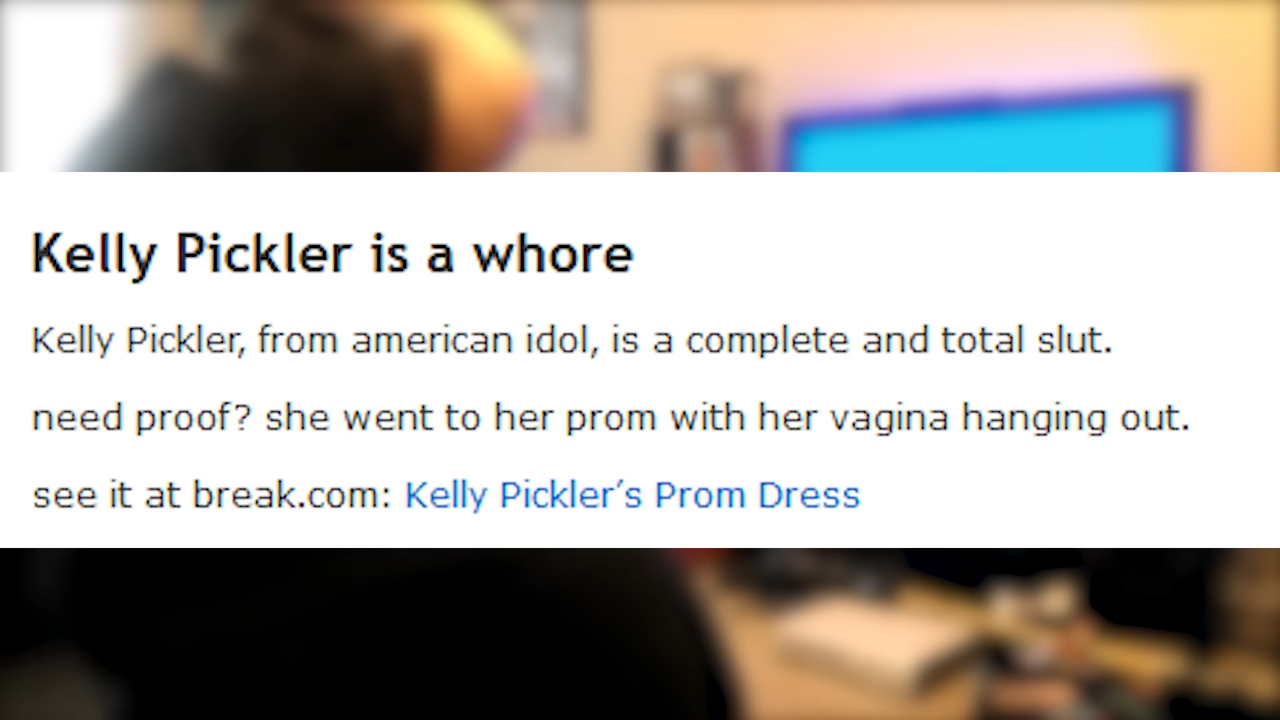 Kelly Pickler is a whore
Kelly Pickler, from american idol, is a complete and total slut.
need proof? she went to her prom with her vagina hanging out.
see it at break.com: Kelly Pickler′s Prom Dress